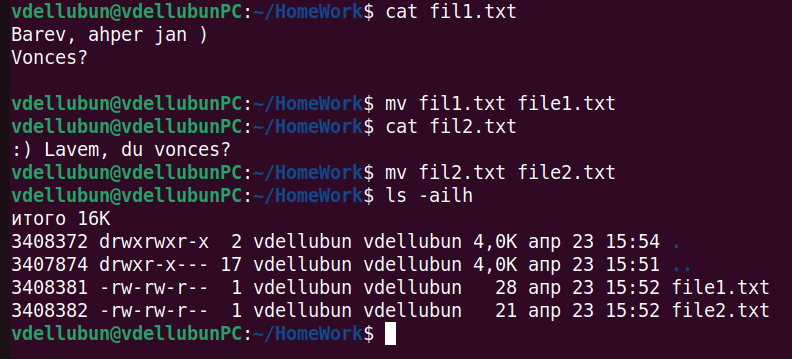 vdellubun@vdellubunPC:~/HomeWork$ cat fil1.txt
Barev, ahper jan )
Vonces?
vdellubun@vdellubunPC:~/HomeWork$ mv fil1.txt file1.txt
vdellubun@vdellubunPC:~/HomeWork$ cat fil2.txt
:) Lavem, du vonces?
vdellubun@vdellubunPC:~/HomeWork$ mv fil2.txt file2.txt
vdellubun@vdellubunPC:~/HomeWork$ ls -ailh
итого 16K
3408372 drwxrwxr-x  2 vdellubun vdellubun 4,0K апр 23 15:54 .
3407874 drwxr-x--- 17 vdellubun vdellubun 4,0K апр 23 15:51 ..
3408381 -rw-rw-r--  1 vdellubun vdellubun   28 апр 23 15:52 file1.txt
3408382 -rw-rw-r--  1 vdellubun vdellubun   21 апр 23 15:52 file2.txt
vdellubun@vdellubunPC:~/HomeWork$